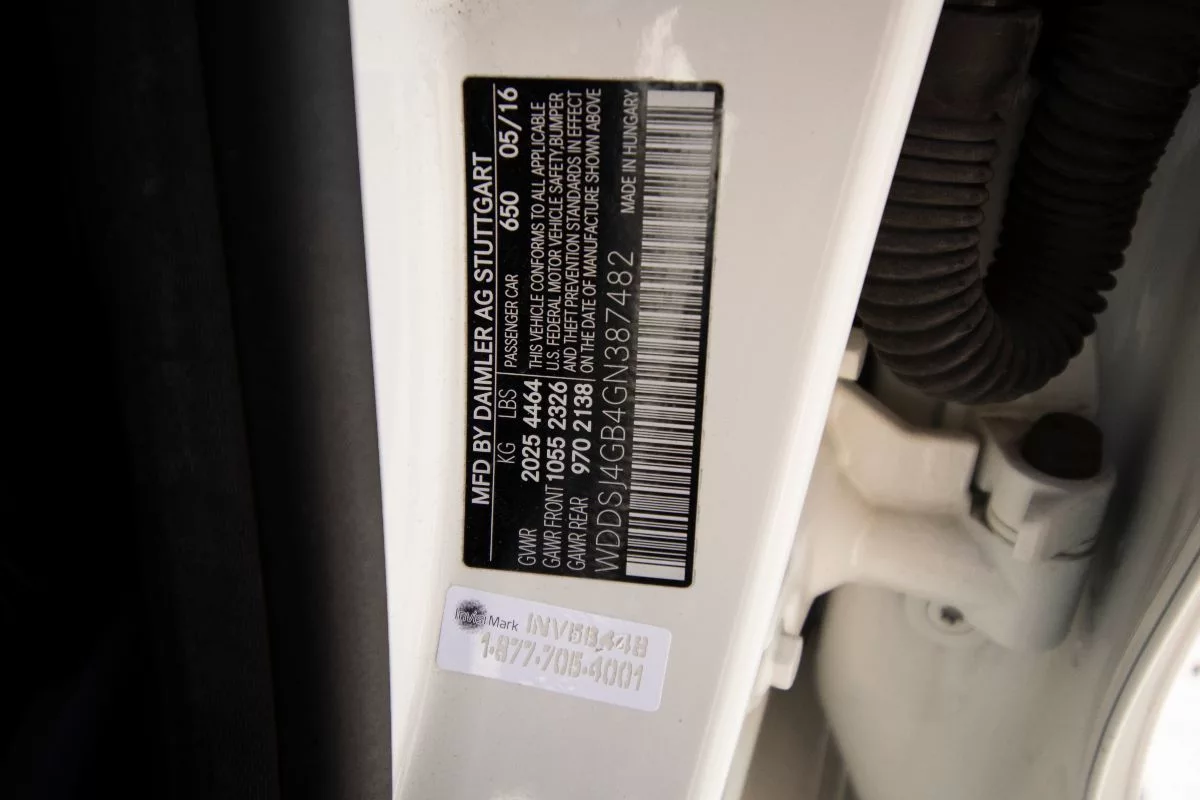 MFD BY DAIMLER AG STUTTGART
KG LBS PASSENGER CAR 650 05/16
GVWR 2025 4464 THIS VEHICLE CONFORMS TO ALL APPLICABLE
GAWR FRONT 1055 2326 U.S. FEDERAL MOTOR VEHICLE SAFETY,BUMPER
GAWR REAR 970 2138 AND THEFT PREVENTION STANDARDS IN EFFECT
ON THE DATE OF MANUFACTURE SHOWN ABOVE
WDDSJ4GB4GN387482 MADE IN HUNGARY
InvisiMark INV5B448
1-877-705-4001